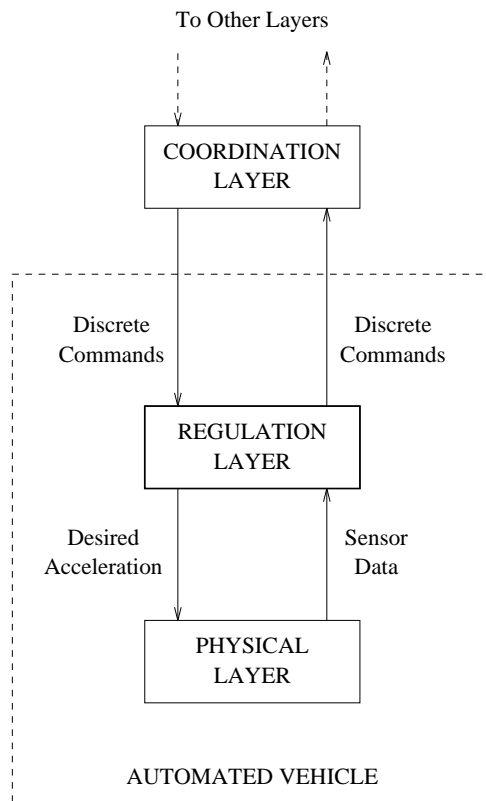 To Other Layers
COORDINATION
LAYER
Discrete
Commands
Discrete
Commands
REGULATION
LAYER
Desired
Acceleration
Sensor
Data
PHYSICAL
LAYER
AUTOMATED VEHICLE